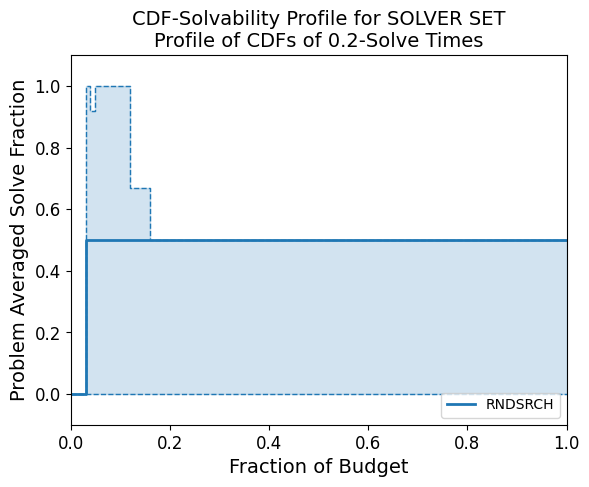 CDF-Solvability Profile for SOLVER SET
Profile of CDFs of 0.2-Solve Times
Problem Averaged Solve Fraction
1.0
0.8
0.6
0.4
0.2
0.0
RNDSRCH
0.0 0.2 0.4 0.6 0.8 1.0
Fraction of Budget